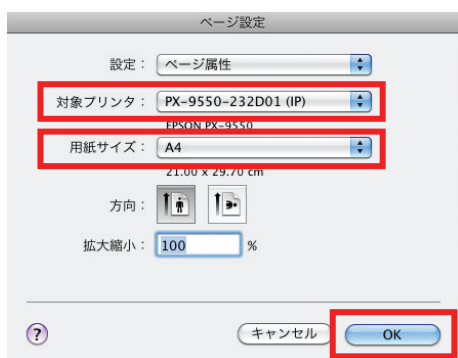 ページ設定
設定： ページ属性
対象プリンタ： PX-9550-232D01 (IP)
EPSON PX-9550
用紙サイズ： A4
21.00 x 29.70 cm
方向：
拡大縮小： 100 %
? キャンセル OK